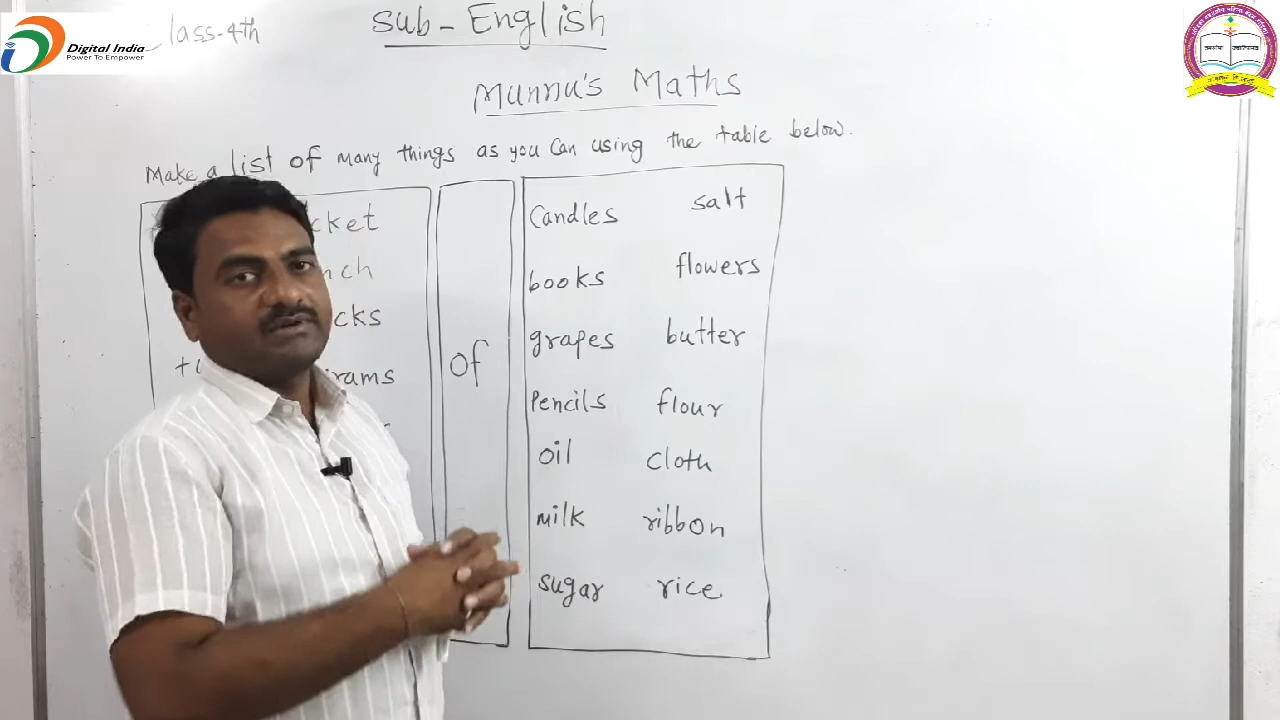 Digital India
Power To Empower
lass-4th
Sub-English
Munnu's Maths
Make a list of many things as you can using the table below.
cket
nch
cks
rams
Of
Candles salt
books flowers
grapes butter
Pencils flour
oil cloth
milk ribbon
sugar rice